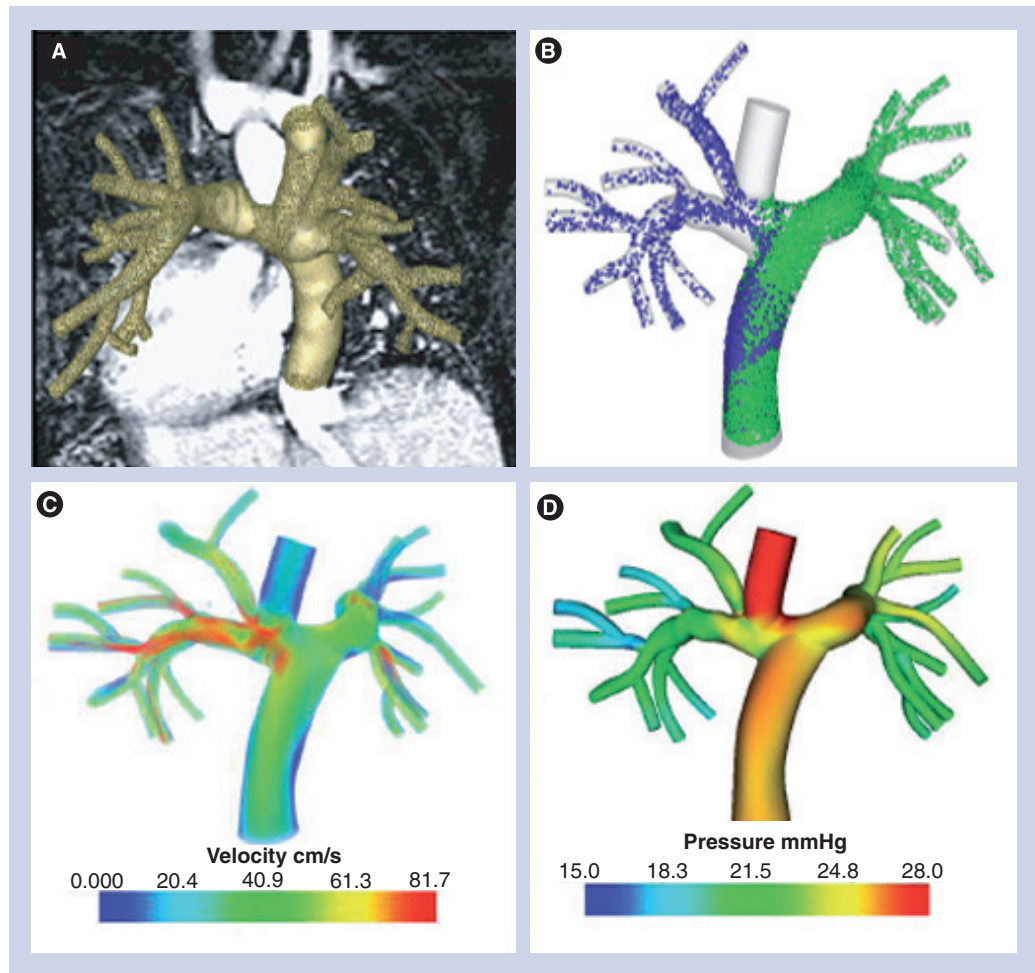 A
B
C
D
Velocity cm/s
0.000 20.4 40.9 61.3 81.7
Pressure mmHg
15.0 18.3 21.5 24.8 28.0